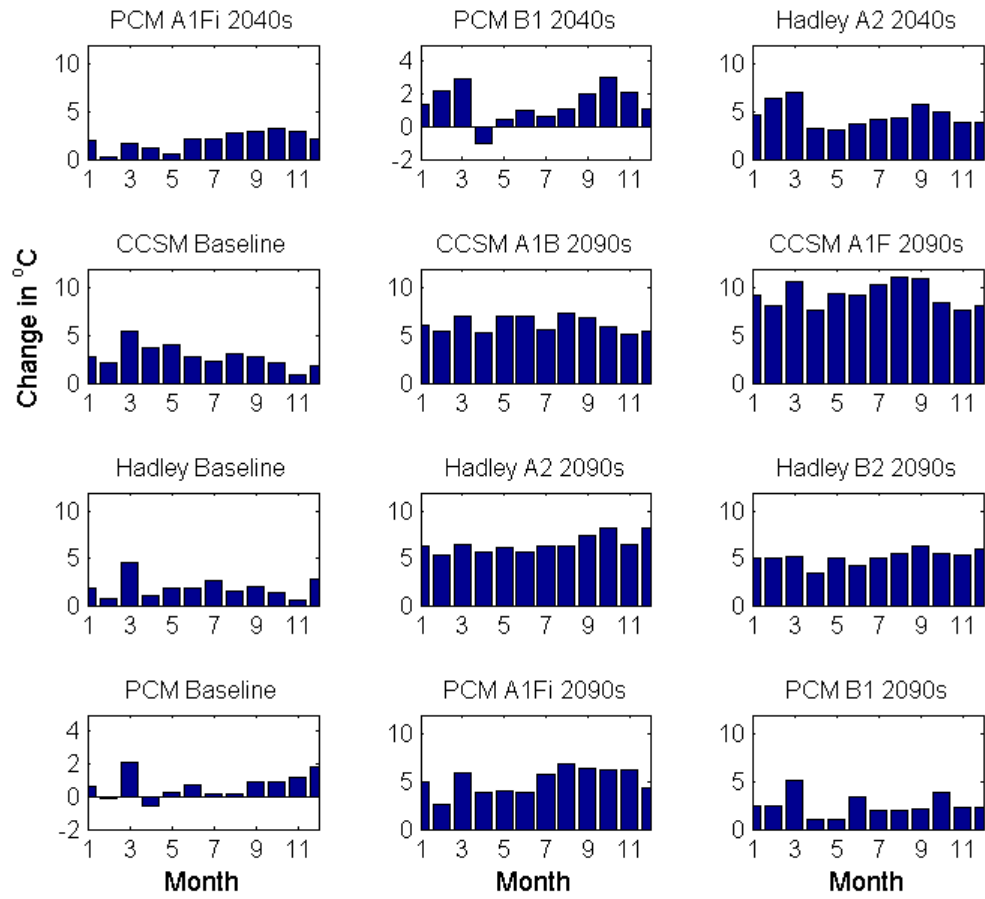 PCM A1Fi 2040s
10
5
0
1 3 5 7 9 11
PCM B1 2040s
4
2
0
-2
1 3 5 7 9 11
Hadley A2 2040s
10
5
0
1 3 5 7 9 11
Change in °C
CCSM Baseline
10
5
0
1 3 5 7 9 11
CCSM A1B 2090s
10
5
0
1 3 5 7 9 11
CCSM A1F 2090s
10
5
0
1 3 5 7 9 11
Hadley Baseline
10
5
0
1 3 5 7 9 11
Hadley A2 2090s
10
5
0
1 3 5 7 9 11
Hadley B2 2090s
10
5
0
1 3 5 7 9 11
PCM Baseline
4
2
0
-2
1 3 5 7 9 11
Month
PCM A1Fi 2090s
10
5
0
1 3 5 7 9 11
Month
PCM B1 2090s
10
5
0
1 3 5 7 9 11
Month